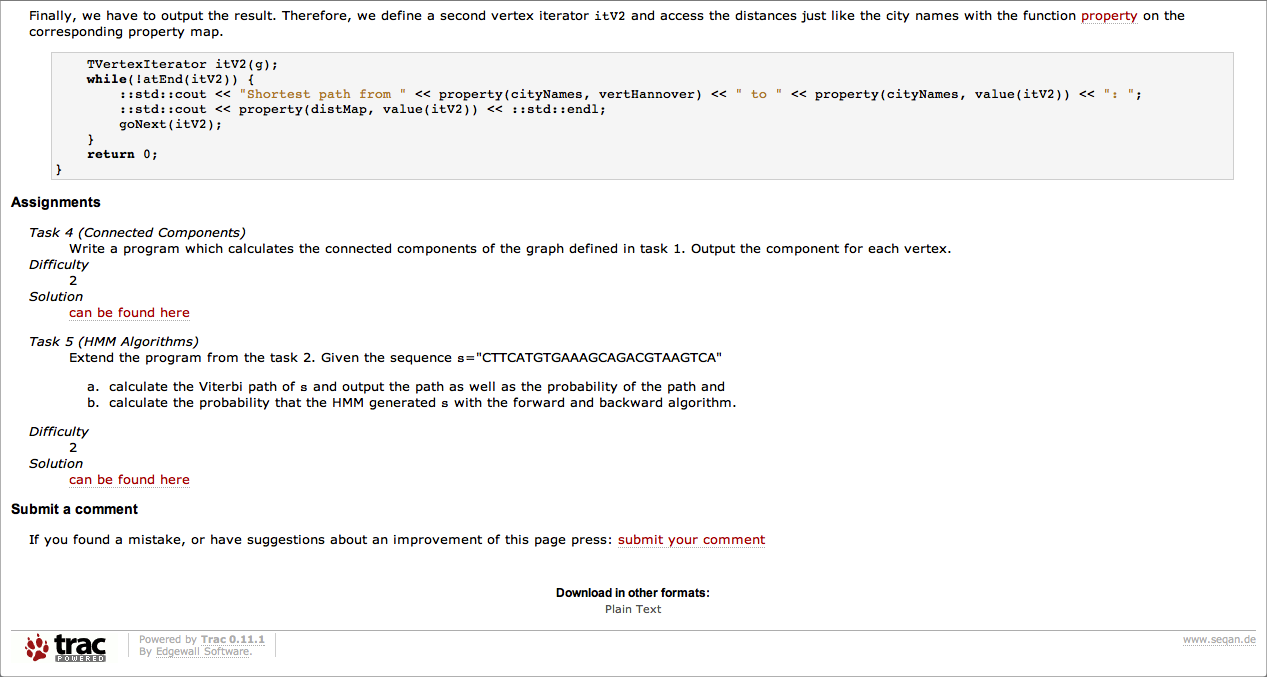 Finally, we have to output the result. Therefore, we define a second vertex iterator itV2 and access the distances just like the city names with the function property on the
corresponding property map.
TVertexIterator itV2(g);
while(!atEnd(itV2)) {
::std::cout << "Shortest path from " << property(cityNames, vertHannover) << " to " << property(cityNames, value(itV2)) << ": ";
::std::cout << property(distMap, value(itV2)) << ::std::endl;
goNext(itV2);
}
return 0;
}
Assignments
Task 4 (Connected Components)
Write a program which calculates the connected components of the graph defined in task 1. Output the component for each vertex.
Difficulty
2
Solution
can be found here
Task 5 (HMM Algorithms)
Extend the program from the task 2. Given the sequence s="CTTCATGTGAAAGCAGACGTAAGTCA"
a. calculate the Viterbi path of s and output the path as well as the probability of the path and
b. calculate the probability that the HMM generated s with the forward and backward algorithm.
Difficulty
2
Solution
can be found here
Submit a comment
If you found a mistake, or have suggestions about an improvement of this page press: submit your comment
Download in other formats:
Plain Text
trac
POWERED
Powered by Trac 0.11.1
By Edgewall Software.
www.seqan.de